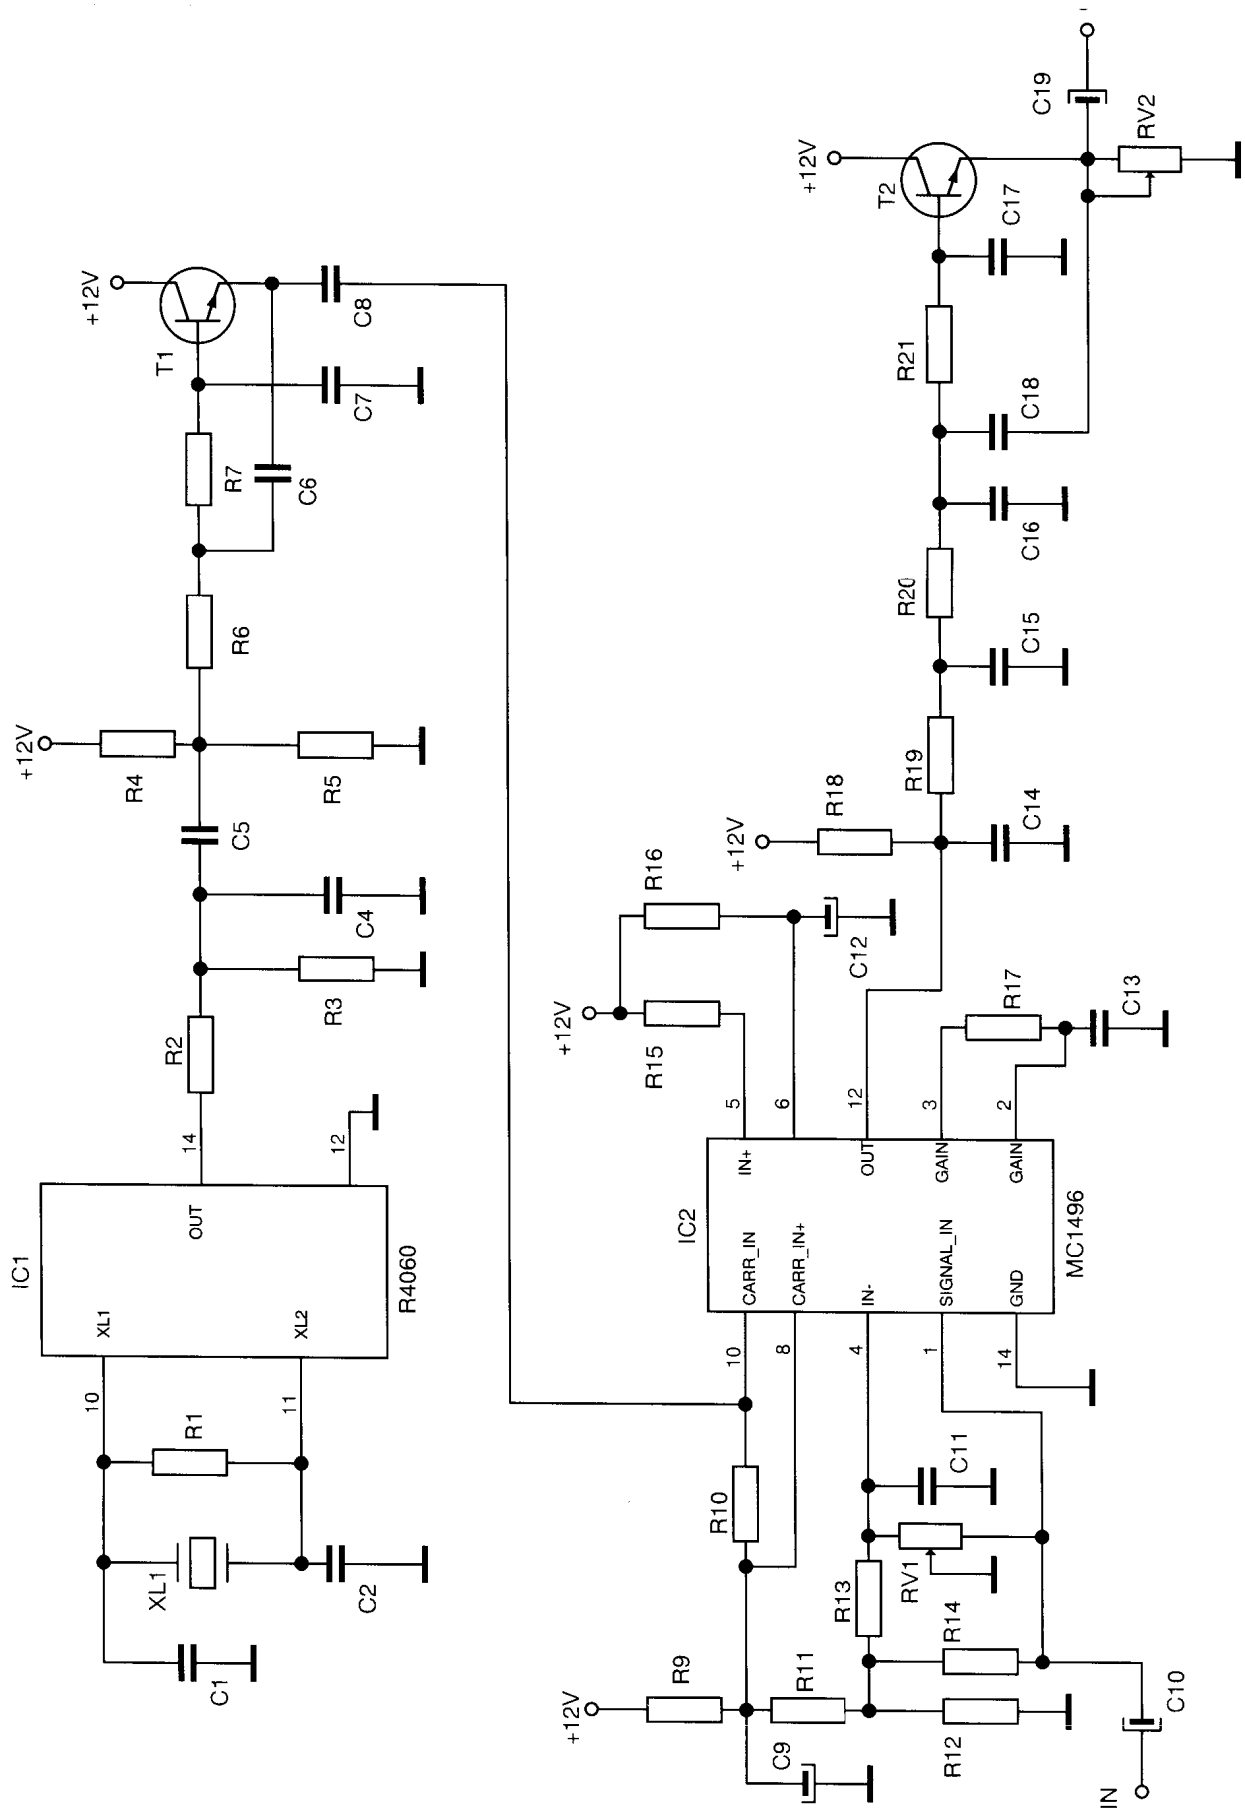 IC1
XL1
XL2
OUT
R4060
10
11
14
12
C1
XL1
C2
R1
R2
R3
C4
C5
+12V
R4
R5
R6
R7
C6
C7
T1
+12V
C8
+12V
R9
C9
R10
R11
R12
R13
R14
RV1
C11
C10
IN
10
8
4
1
14
IC2
CARR_IN
CARR_IN+
IN-
SIGNAL_IN
GND
IN+
OUT
GAIN
GAIN
MC1496
5
6
12
3
2
+12V
R15
R16
C12
R17
C13
+12V
R18
C14
R19
C15
R20
C16
C18
R21
C17
T2
+12V
C19
RV2